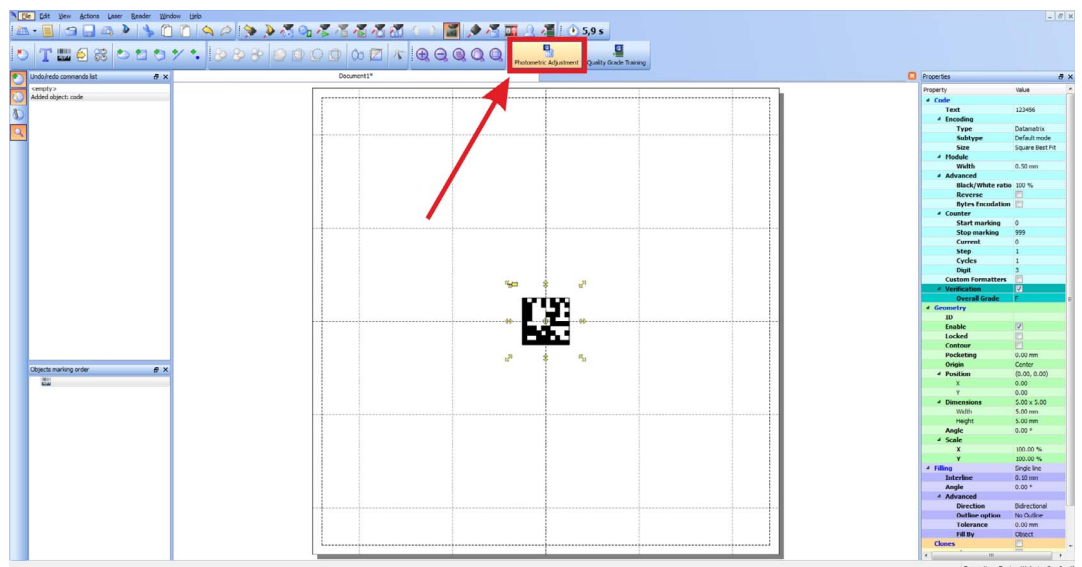 File Edit View Actions Laser Reader Window Help
5,9 s
Photometric Adjustment Quality Grade Training
Undo/redo commands list
<empty>
Added object: code
Objects marking order
Document1*
Properties
Property Value
Code
Text 123456
Encoding
Type Datamatrix
Subtype Default mode
Size Square Best Fit
Module
Width 0.50 mm
Advanced
Black/White ratio 100 %
Reverse
Bytes Encodation
Counter
Start marking 0
Stop marking 999
Current 0
Step 1
Cycles 1
Digit 3
Custom Formatters
Verification
Overall Grade F
Geometry
ID
Enable
Locked
Contour
Pocketing 0.00 mm
Origin Center
Position (0.00, 0.00)
X 0.00
Y 0.00
Dimensions 5.00 x 5.00
Width 5.00 mm
Height 5.00 mm
Angle 0.00 °
Scale
X 100.00 %
Y 100.00 %
Filling Single line
Interline 0.10 mm
Angle 0.00 °
Advanced
Direction Bidirectional
Outline option No Outline
Tolerance 0.00 mm
Fill By Object
Clones